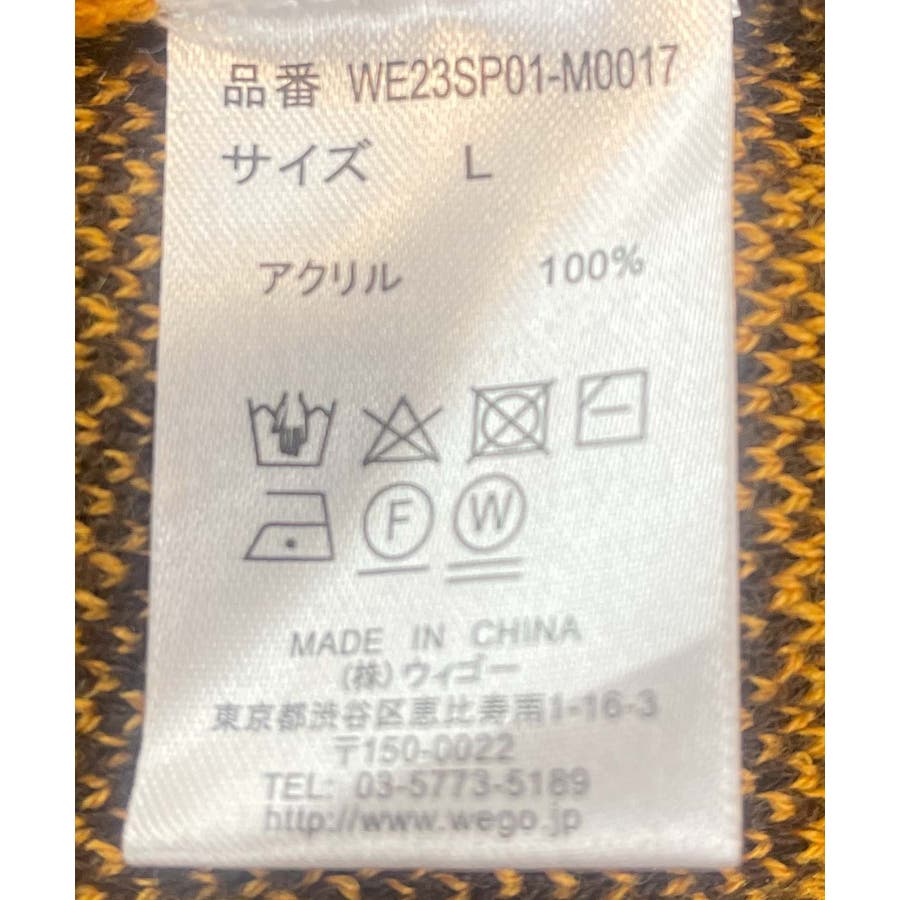 品番 WE23SP01-M0017
サイズ L
アクリル 100%
F W
MADE IN CHINA
(株)ウィゴー
東京都渋谷区恵比寿南1-16-3
〒150-0022
TEL: 03-5773-5189
http://www.wego.jp